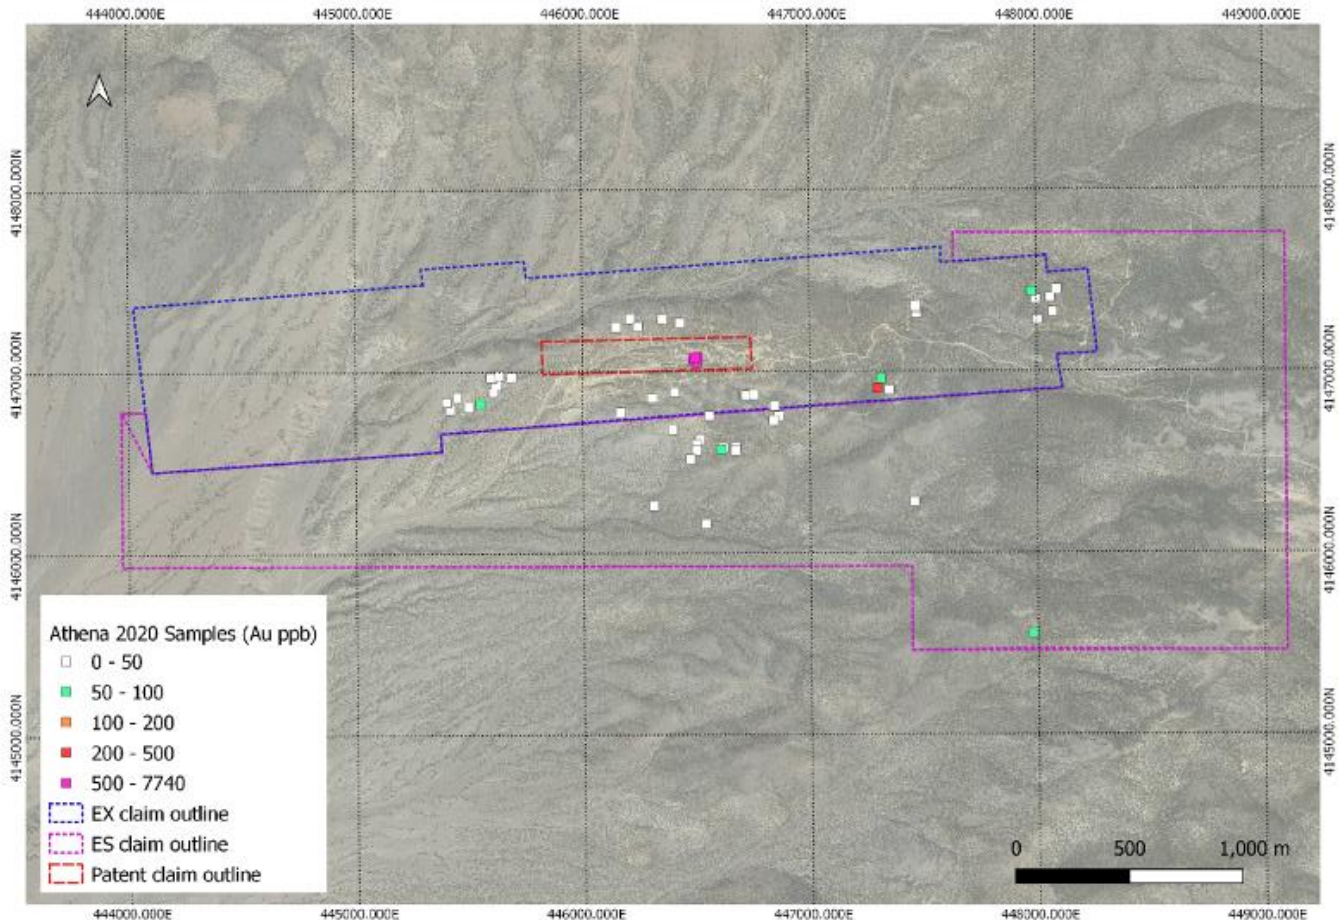 444000.000E 445000.000E 446000.000E 447000.000E 448000.000E 449000.000E
4148000.000N 4148000.000N
4147000.000N 4147000.000N
4146000.000N 4146000.000N
4145000.000N 4145000.000N
Athena 2020 Samples (Au ppb)
0 - 50
50 - 100
100 - 200
200 - 500
500 - 7740
EX claim outline
ES claim outline
Patent claim outline
0 500 1,000 m
444000.000E 445000.000E 446000.000E 447000.000E 448000.000E 449000.000E